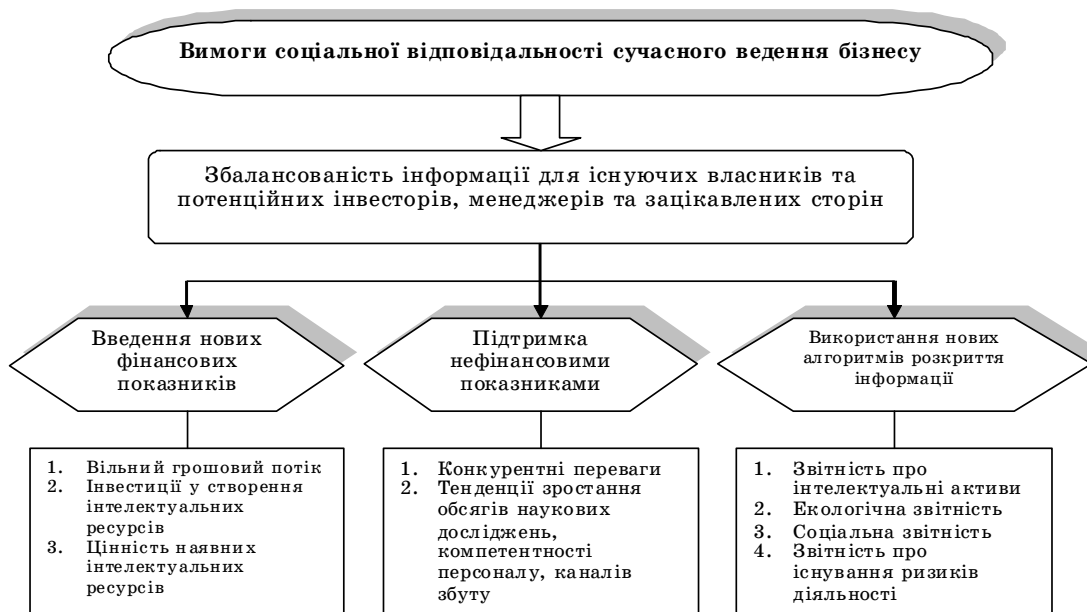 Вимоги соціальної відповідальності сучасного ведення бізнесу
Збалансованість інформації для існуючих власників та
потенційних інвесторів, менеджерів та зацікавлених сторін
Введення нових
фінансових
показників
Підтримка
нефінансовими
показниками
Використання нових
алгоритмів розкриття
інформації
1. Вільний грошовий потік
2. Інвестиції у створення
інтелектуальних
ресурсів
3. Цінність наявних
інтелектуальних
ресурсів
1. Конкурентні переваги
2. Тенденції зростання
обсягів наукових
досліджень,
компетентності
персоналу, каналів
збуту
1. Звітність про
інтелектуальні активи
2. Екологічна звітність
3. Соціальна звітність
4. Звітність про
існування ризиків
діяльності